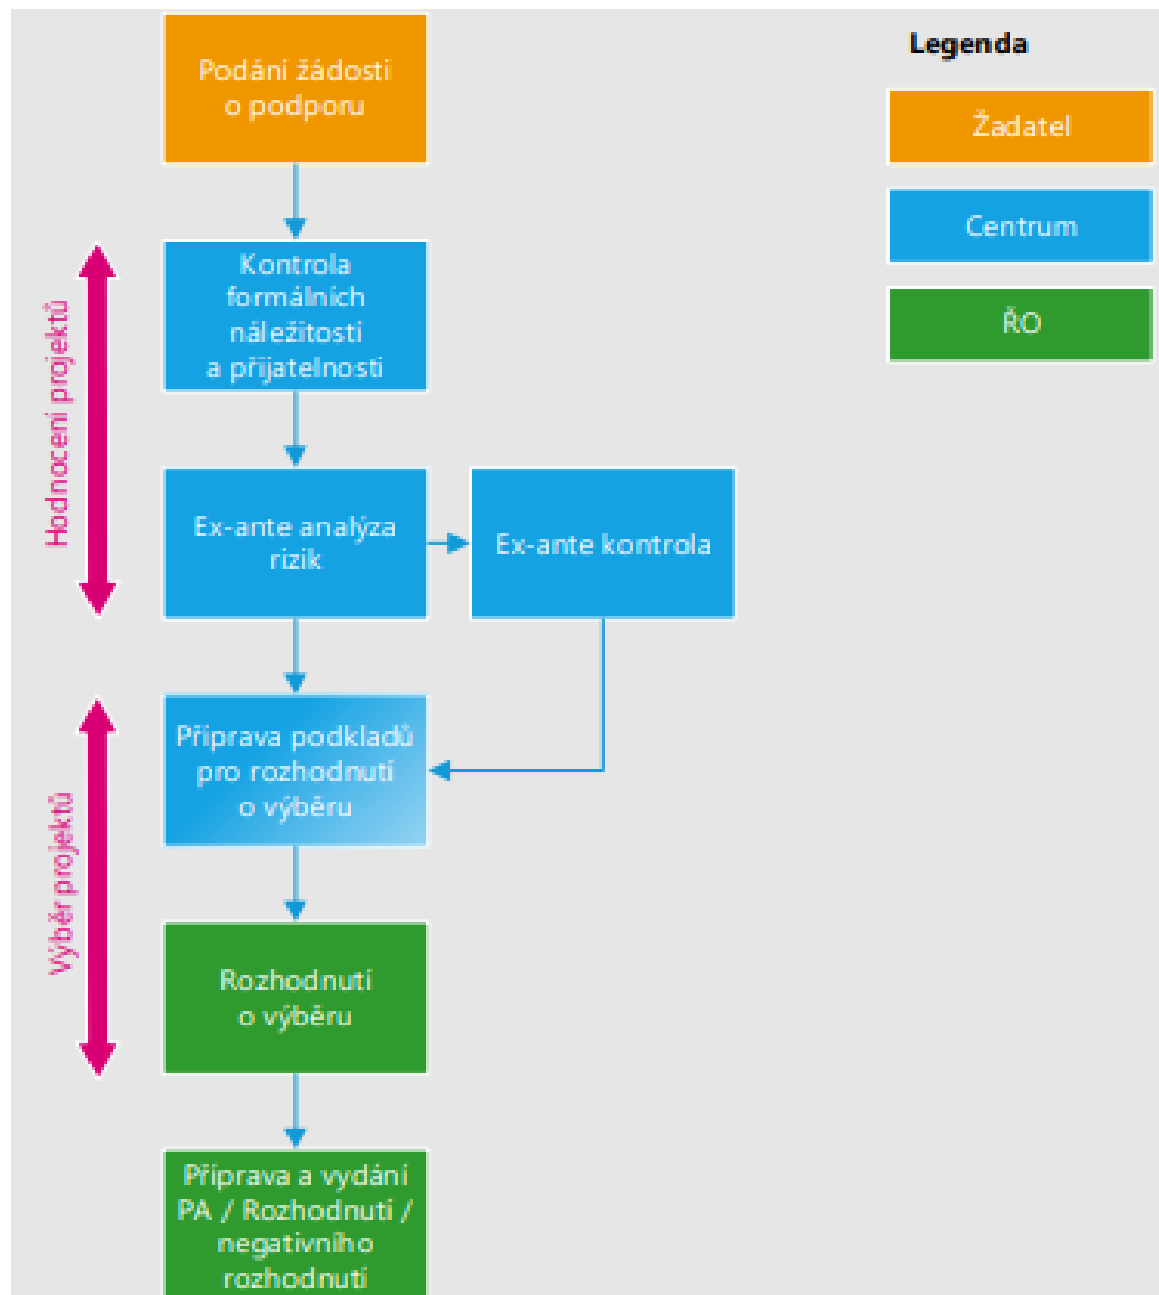 Podání žádosti
o podporu
Legenda
Žadatel
Centrum
ŘO
Kontrola
formálních
náležitostí
a přijatelnosti
Hodnocení projektů
Ex-ante analýza
rizik
Ex-ante kontrola
Příprava podkladů
pro rozhodnutí
o výběru
Výběr projektů
Rozhodnutí
o výběru
Příprava a vydání
PA / Rozhodnutí /
negativního
rozhodnutí